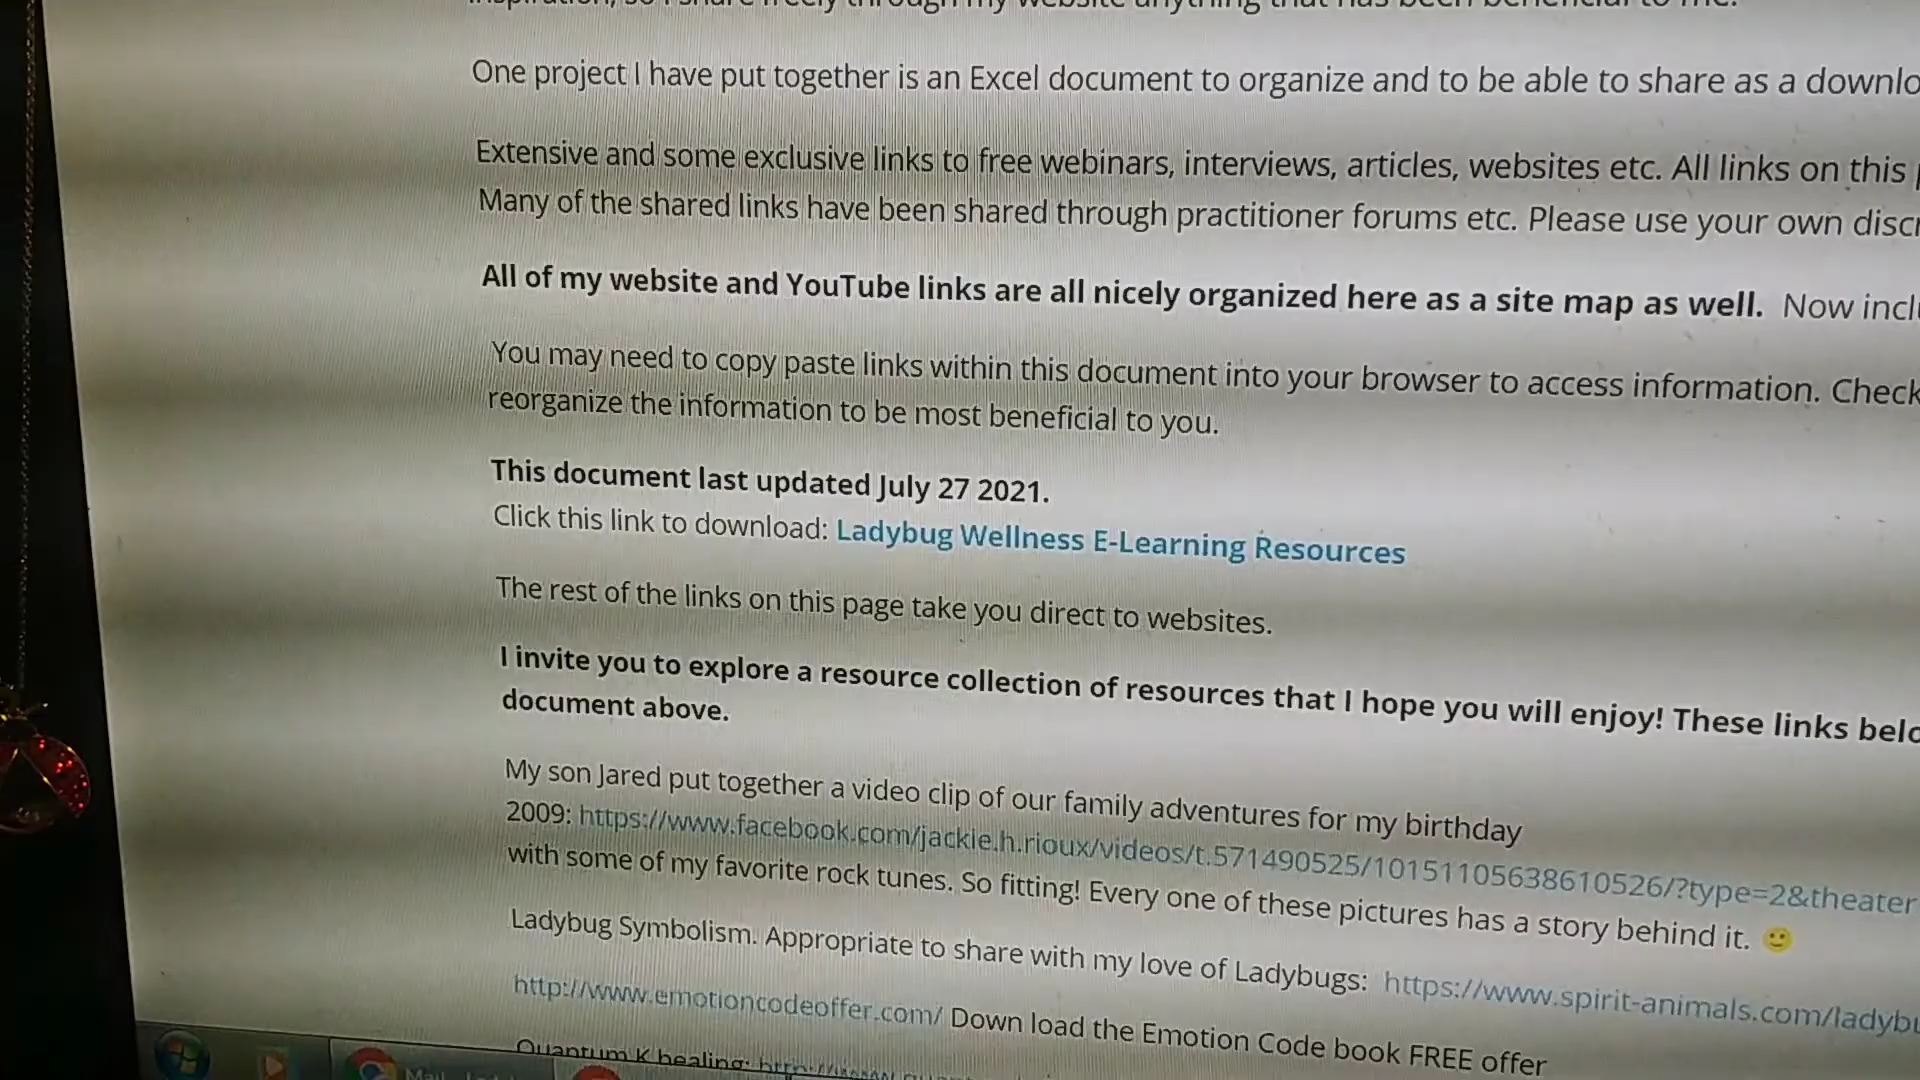 One project I have put together is an Excel document to organize and to be able to share as a downlo
Extensive and some exclusive links to free webinars, interviews, articles, websites etc. All links on this
Many of the shared links have been shared through practitioner forums etc. Please use your own discr
All of my website and YouTube links are all nicely organized here as a site map as well. Now inclu
You may need to copy paste links within this document into your browser to access information. Check
reorganize the information to be most beneficial to you.
This document last updated July 27 2021.
Click this link to download: Ladybug Wellness E-Learning Resources
The rest of the links on this page take you direct to websites.
I invite you to explore a resource collection of resources that I hope you will enjoy! These links belo
document above.
My son Jared put together a video clip of our family adventures for my birthday
2009: https://www.facebook.com/jackie.h.rioux/videos/t.571490525/10151105638610526/?type=2&theater
with some of my favorite rock tunes. So fitting! Every one of these pictures has a story behind it. 🙂
Ladybug Symbolism. Appropriate to share with my love of Ladybugs: https://www.spirit-animals.com/ladybu
http://www.emotioncodeoffer.com/ Down load the Emotion Code book FREE offer
Quantum K healing: